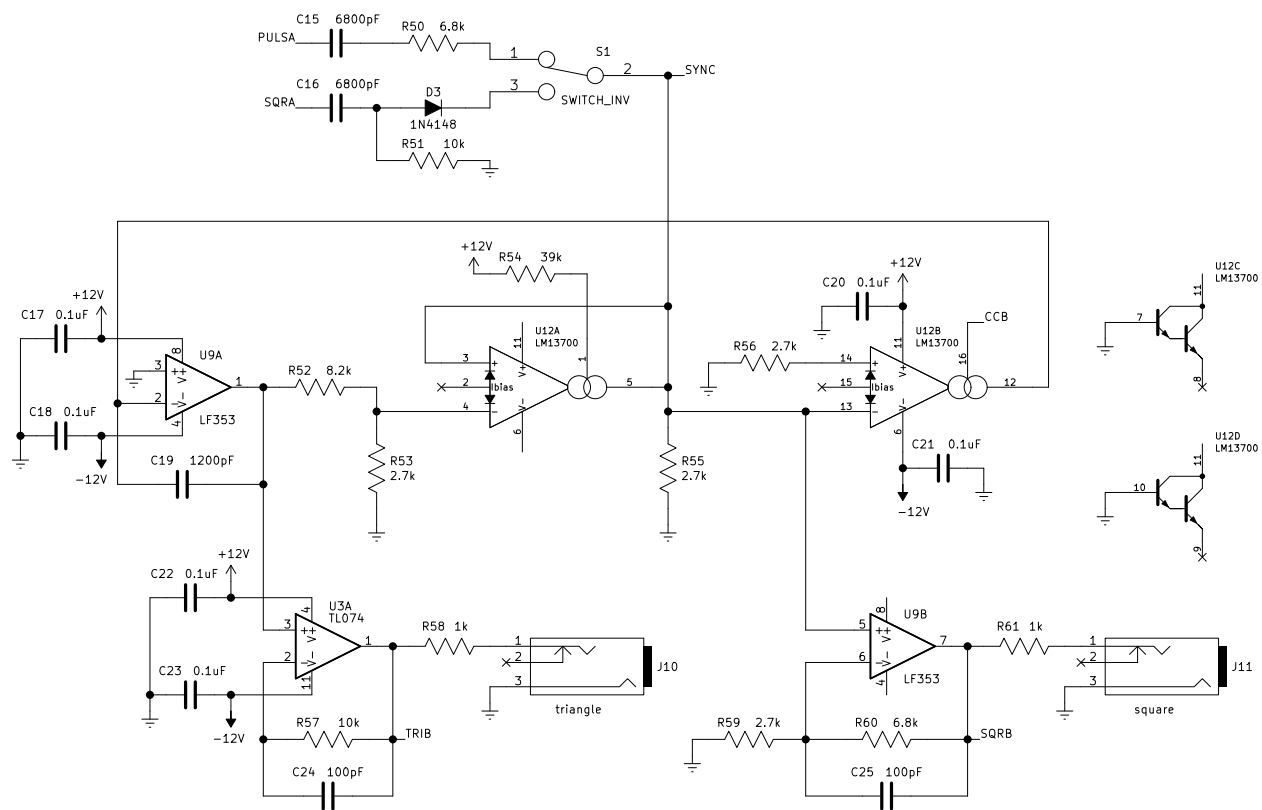 C15 6800pF
PULSA
R50 6.8k
1
S1
2
SYNC
C16 6800pF
SQRA
D3
1N4148
3
SWITCH_INV
R51 10k
+12V
R54 39k
+12V
C20 0.1uF
CCB
U12C
LM13700
11
7
8
+12V
C17 0.1uF
8
U9A
3
++
V
1
2
V
4
LF353
C18 0.1uF
-12V
C19 1200pF
R52 8.2k
U12A
LM13700
11
1
3
+
V+
2
Ibias
5
4
V-
6
R53
2.7k
R55
2.7k
R56 2.7k
U12B
LM13700
11
16
14
+
V+
15
Ibias
12
13
V-
6
C21 0.1uF
-12V
U12D
LM13700
11
10
9
+12V
C22 0.1uF
4
U3A
TL074
3
++
V
1
2
V
11
C23 0.1uF
-12V
R58 1k
1
2
3
J10
triangle
R57 10k
TRIB
C24 100pF
8
U9B
5
++
V
7
6
V
4
LF353
R61 1k
1
2
3
J11
square
R59 2.7k
R60 6.8k
SQRB
C25 100pF